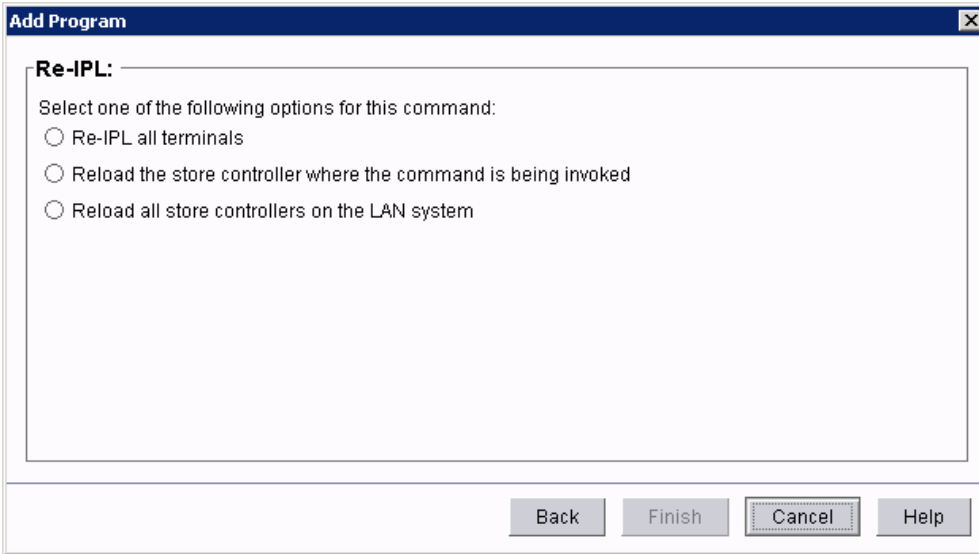 Add Program
Re-IPL:
Select one of the following options for this command:
Re-IPL all terminals
Reload the store controller where the command is being invoked
Reload all store controllers on the LAN system
Back Finish Cancel Help